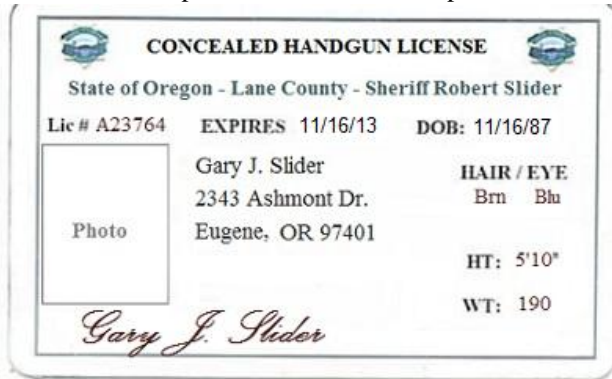 CONCEALED HANDGUN LICENSE
State of Oregon - Lane County - Sheriff Robert Slider
Lic # A23764 EXPIRES 11/16/13 DOB: 11/16/87
Gary J. Slider HAIR / EYE
2343 Ashmont Dr. Brn Blu
Photo Eugene, OR 97401
HT: 5'10"
WT: 190
Gary J. Slider